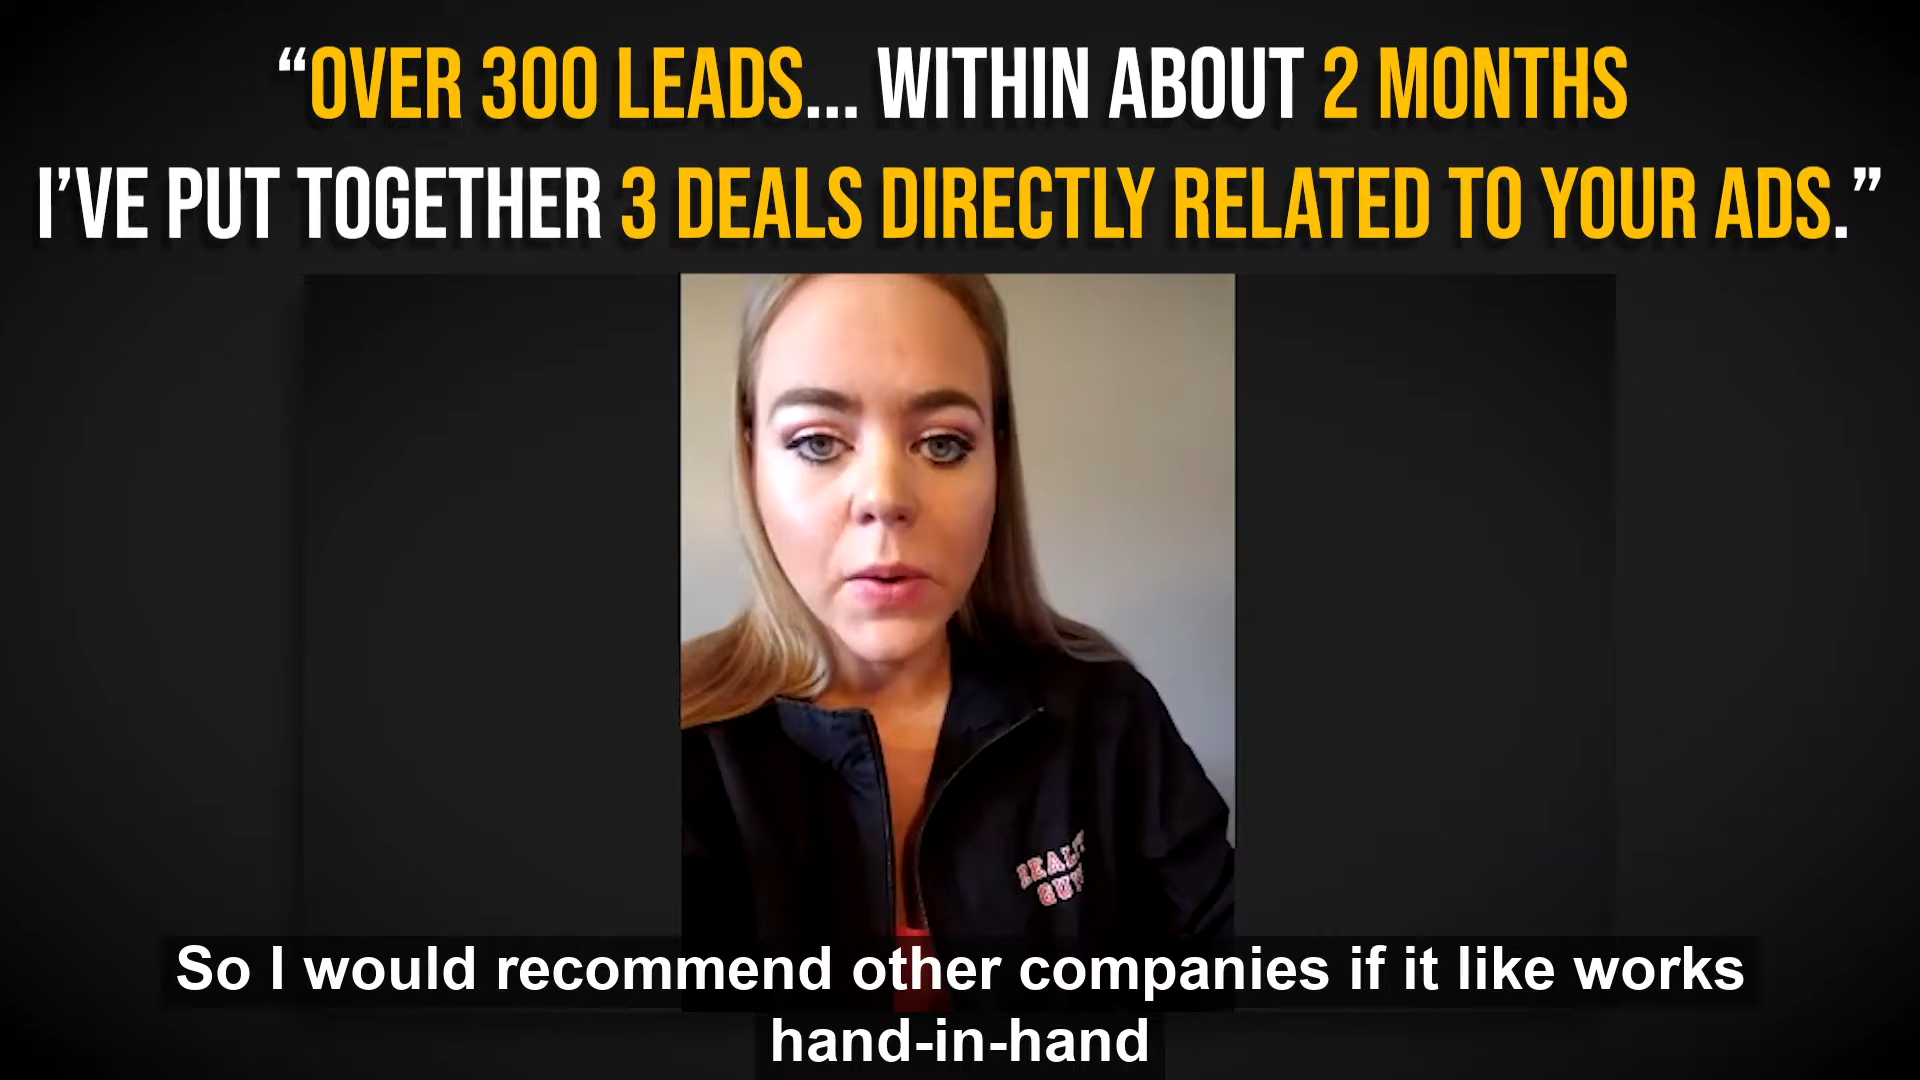 “OVER 300 LEADS... WITHIN ABOUT 2 MONTHS
I’VE PUT TOGETHER 3 DEALS DIRECTLY RELATED TO YOUR ADS.”
GUYS
So I would recommend other companies if it like works
hand-in-hand